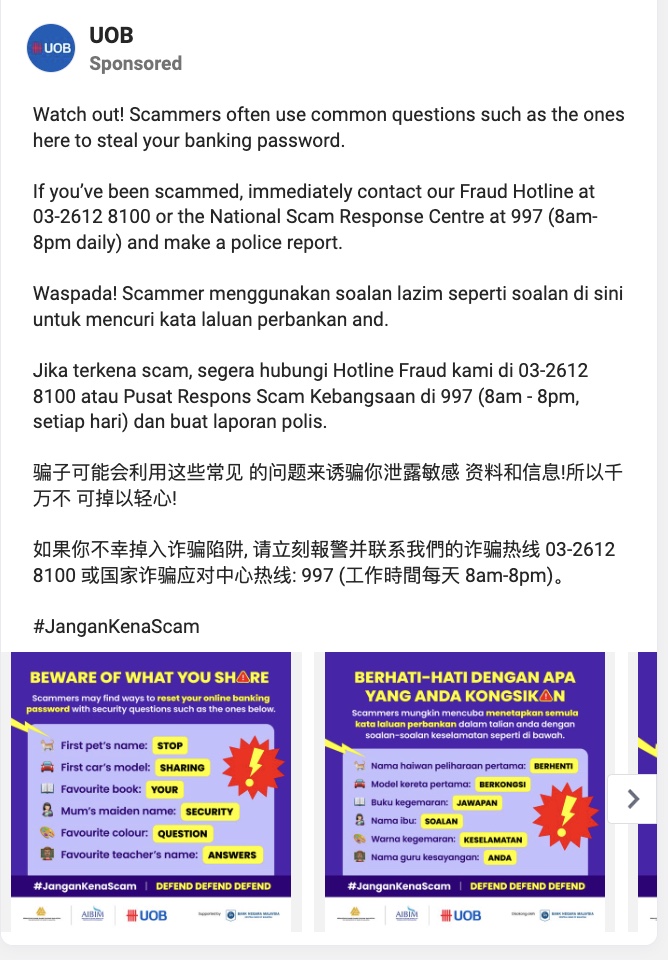 UOB
UOB
Sponsored
Watch out! Scammers often use common questions such as the ones
here to steal your banking password.
If you’ve been scammed, immediately contact our Fraud Hotline at
03-2612 8100 or the National Scam Response Centre at 997 (8am-
8pm daily) and make a police report.
Waspada! Scammer menggunakan soalan lazim seperti soalan di sini
untuk mencuri kata laluan perbankan and.
Jika terkena scam, segera hubungi Hotline Fraud kami di 03-2612
8100 atau Pusat Respons Scam Kebangsaan di 997 (8am - 8pm,
setiap hari) dan buat laporan polis.
骗子可能会利用这些常见 的问题来诱骗你泄露敏感 资料和信息!所以千
万不 可掉以轻心!
如果你不幸掉入诈骗陷阱, 请立刻報警并联系我們的诈骗热线 03-2612
8100 或国家诈骗应对中心热线: 997 (工作時間每天 8am-8pm)。
#JanganKenaScam
BEWARE OF WHAT YOU SHARE
Scammers may find ways to reset your online banking
password with security questions such as the ones below.
First pet's name: STOP
First car's model: SHARING
Favourite book: YOUR
Mum's maiden name: SECURITY
Favourite colour: QUESTION
Favourite teacher's name: ANSWERS
#JanganKenaScam | DEFEND DEFEND DEFEND
AIBIM
UOB
Supported by
BANK NEGARA MALAYSIA
BERHATI-HATI DENGAN APA
YANG ANDA KONGSIKAN
Scammers mungkin mencuba menetapkan semula
kata laluan perbankan dalam talian anda dengan
soalan-soalan keselamatan seperti di bawah.
Nama haiwan peliharaan pertama: BERHENTI
Model kereta pertama: BERKONGSI
Buku kegemaran: JAWAPAN
Nama ibu: SOALAN
Warna kegemaran: KESELAMATAN
Nama guru kesayangan: ANDA
#JanganKenaScam | DEFEND DEFEND DEFEND
AIBIM
UOB
Disokong oleh
BANK NEGARA MALAYSIA